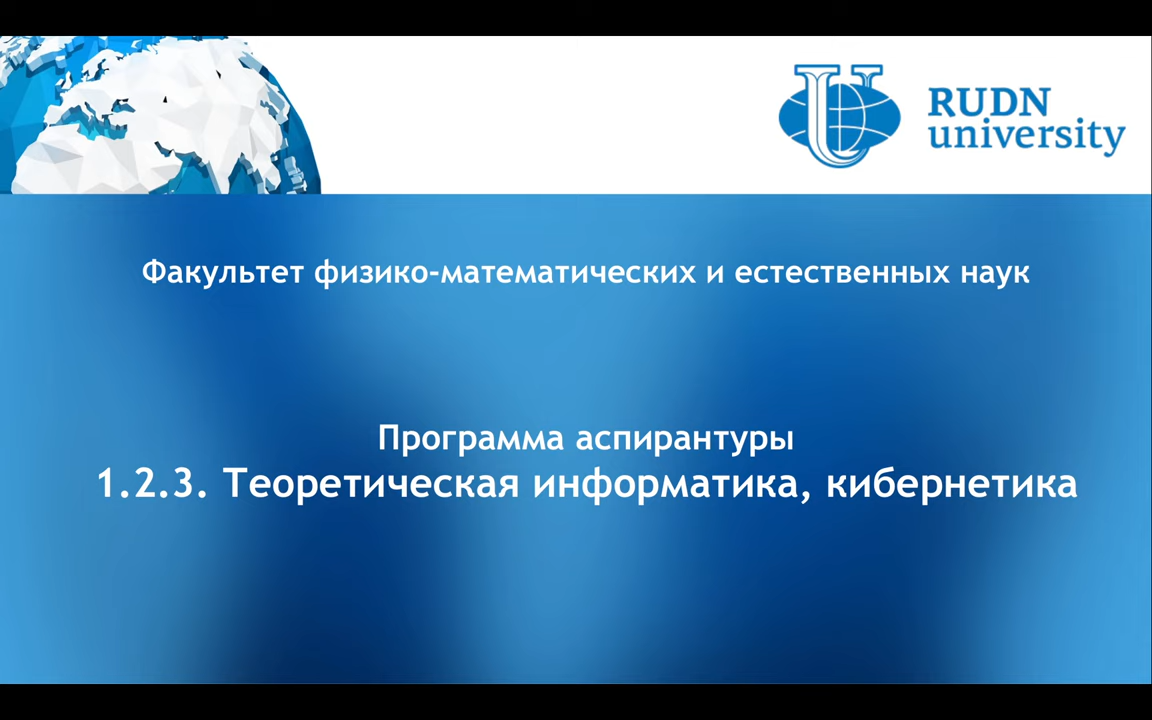 RUDN
university
Факультет физико-математических и естественных наук
Программа аспирантуры
1.2.3. Теоретическая информатика, кибернетика